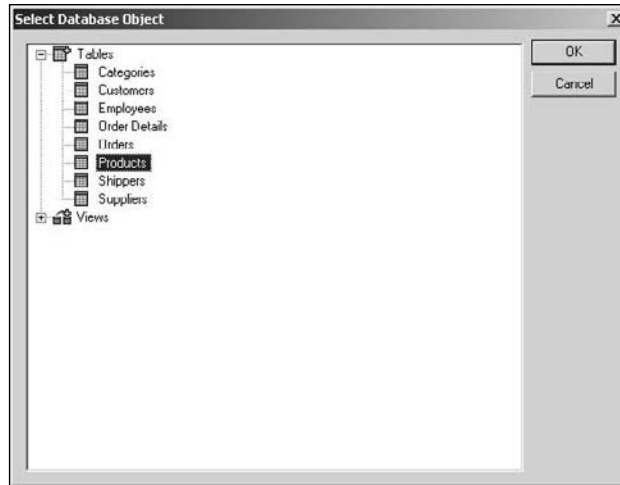 Select Database Object
Tables
Categories
Customers
Employees
Order Details
Orders
Products
Shippers
Suppliers
Views
OK
Cancel